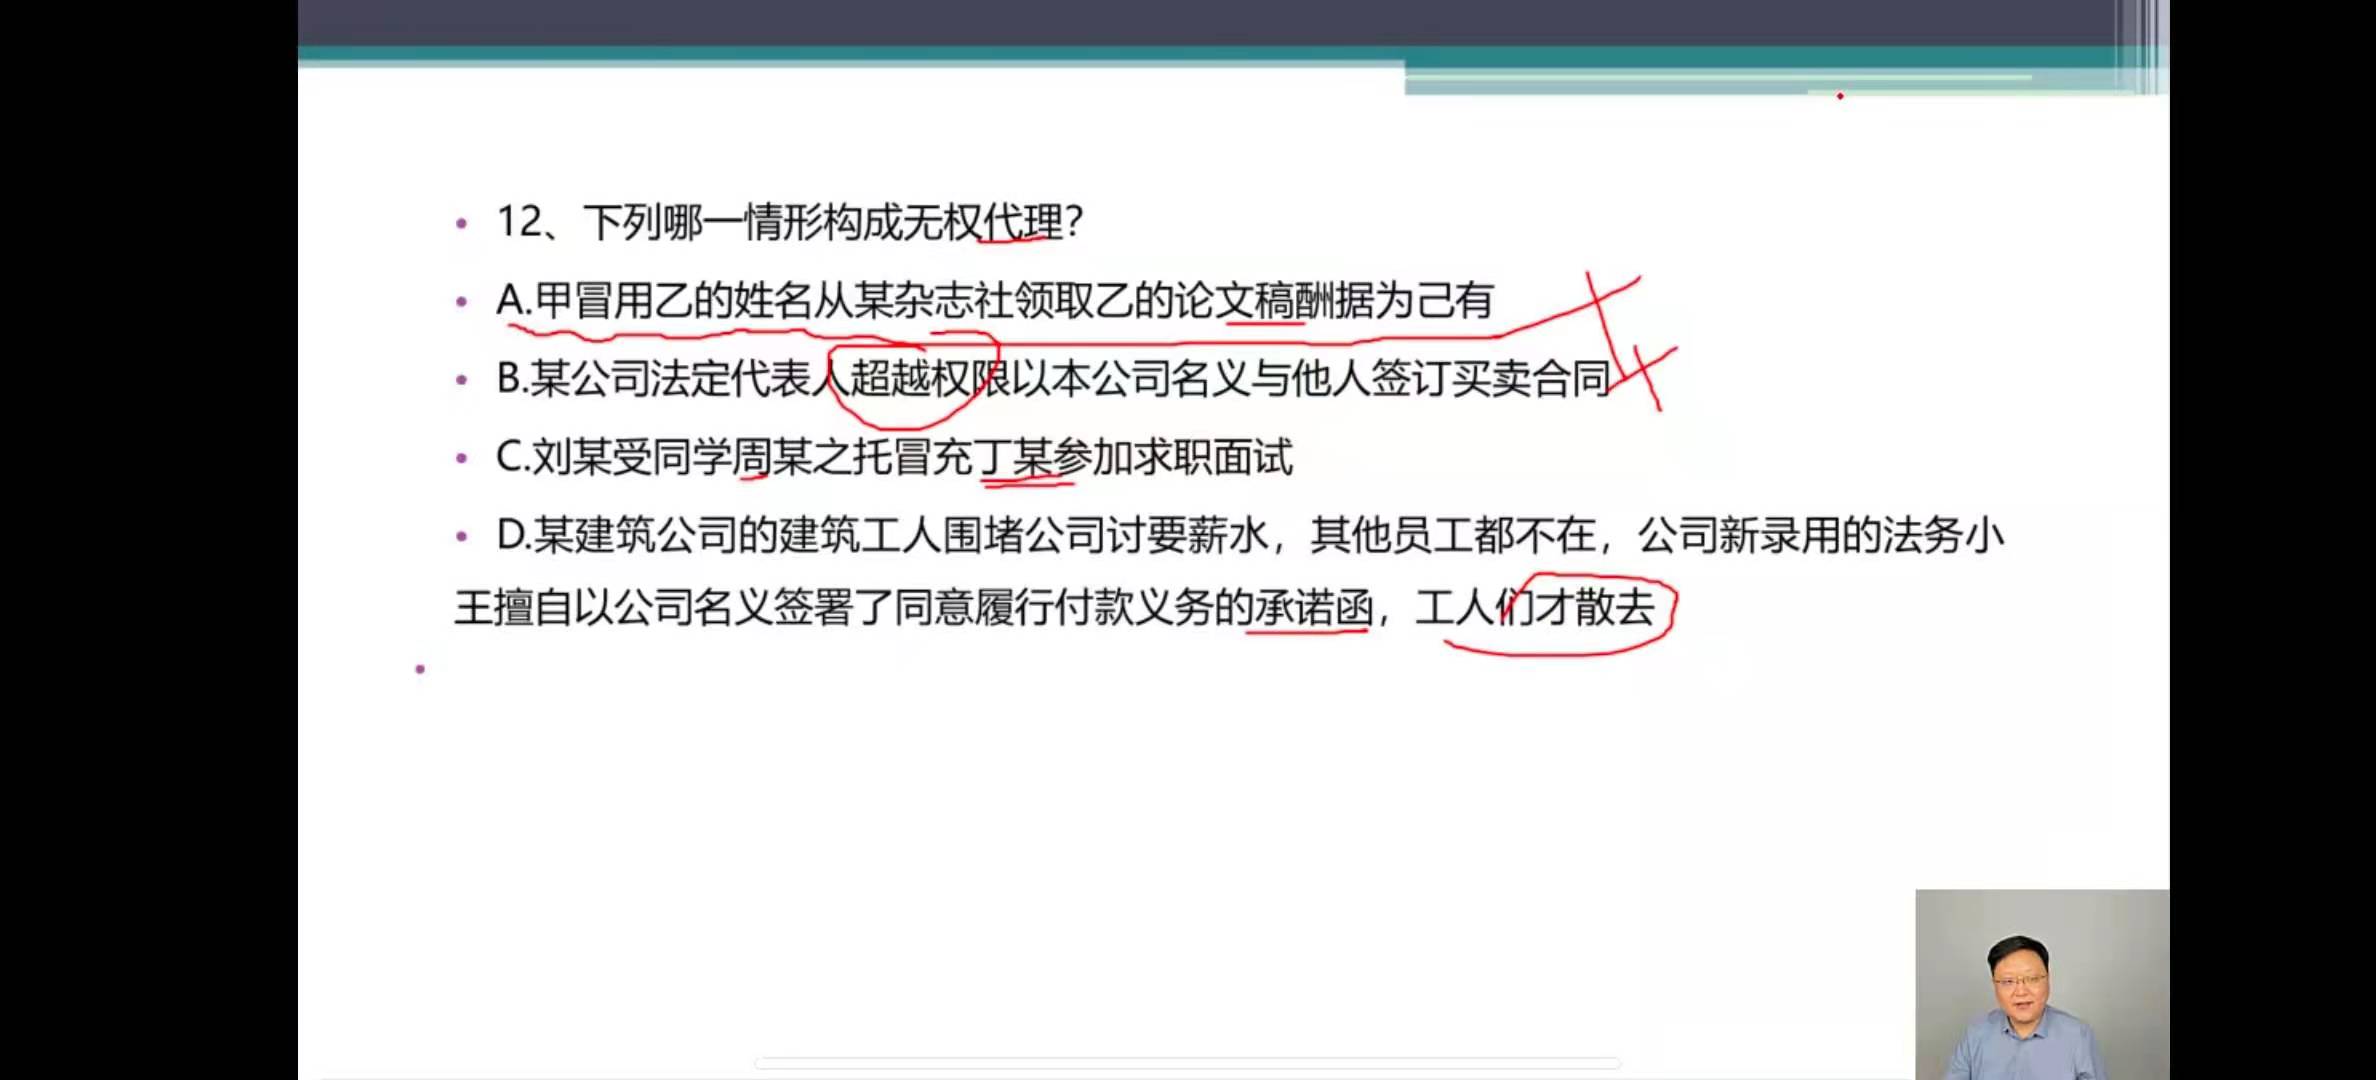 12、下列哪一情形构成无权代理?
A.甲冒用乙的姓名从某杂志社领取乙的论文稿酬据为己有
B.某公司法定代表人超越权限以本公司名义与他人签订买卖合同
C.刘某受同学周某之托冒充丁某参加求职面试
D.某建筑公司的建筑工人围堵公司讨要薪水，其他员工都不在，公司新录用的法务小
王擅自以公司名义签署了同意履行付款义务的承诺函，工人们才散去